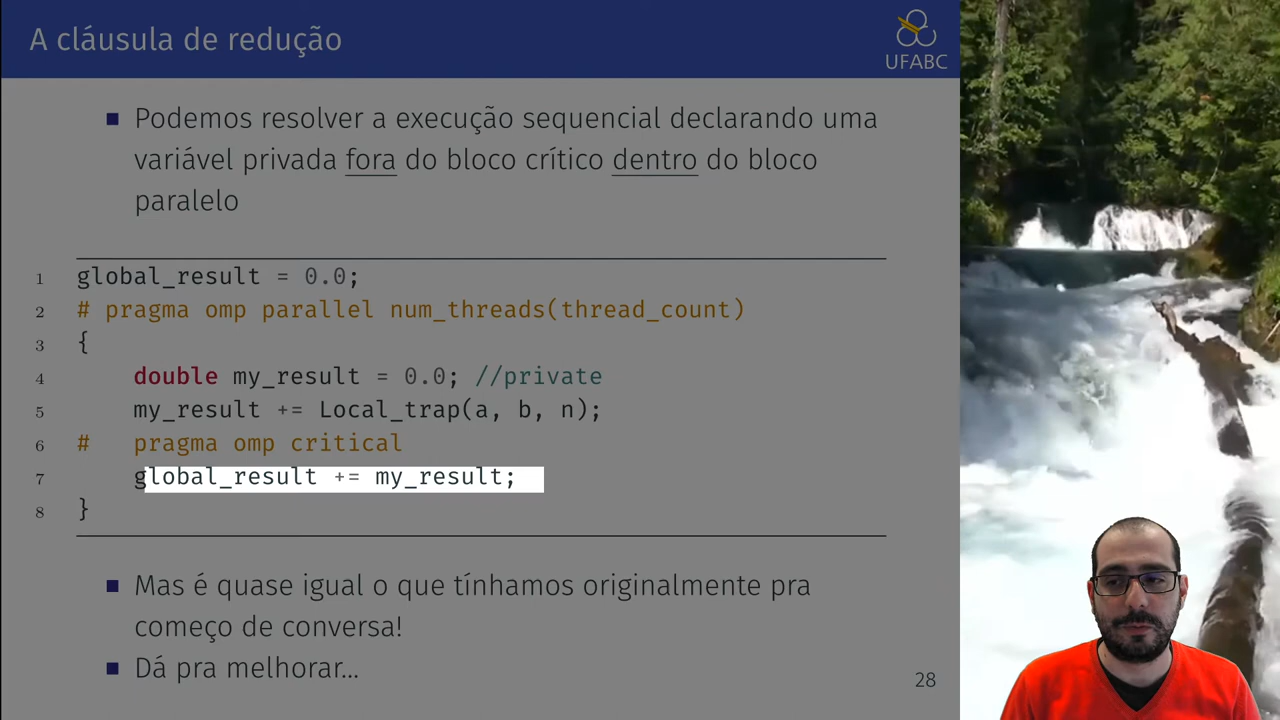 A cláusula de redução
UFABC
Podemos resolver a execução sequencial declarando uma
variável privada fora do bloco crítico dentro do bloco
paralelo
1 global_result = 0.0;
2 # pragma omp parallel num_threads(thread_count)
3 {
4 double my_result = 0.0; //private
5 my_result += Local_trap(a, b, n);
6 # pragma omp critical
7 global_result += my_result;
8 }
Mas é quase igual o que tínhamos originalmente pra
começo de conversa!
Dá pra melhorar...
28